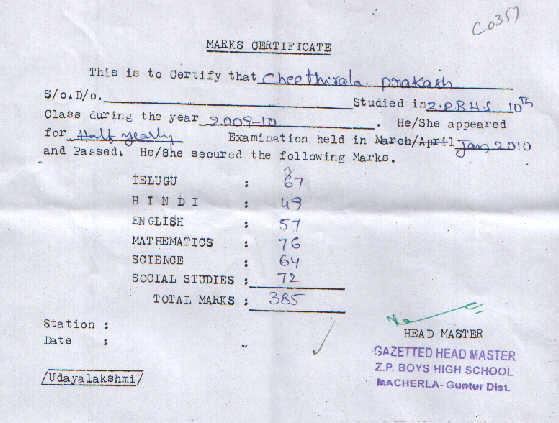 C0357
MARKS CERTIFICATE
This is to Certify that Cheethirala prakash
S/o.D/o. Studied in Z.P.B.H.S. 10th
Class during the year 2009-10. He/She appeared
for Half yearly Examination held in March/April Jan 2010
and Passed. He/She secured the following Marks.
TELUGU : 67
HINDI : 49
ENGLISH : 57
MATHEMATICS : 76
SCIENCE : 64
SOCIAL STUDIES : 72
TOTAL MARKS : 385
Station :
Date :
HEAD MASTER
GAZETTED HEAD MASTER
Z.P. BOYS HIGH SCHOOL
MACHERLA- Guntur Dist.
/Udayalakshmi/